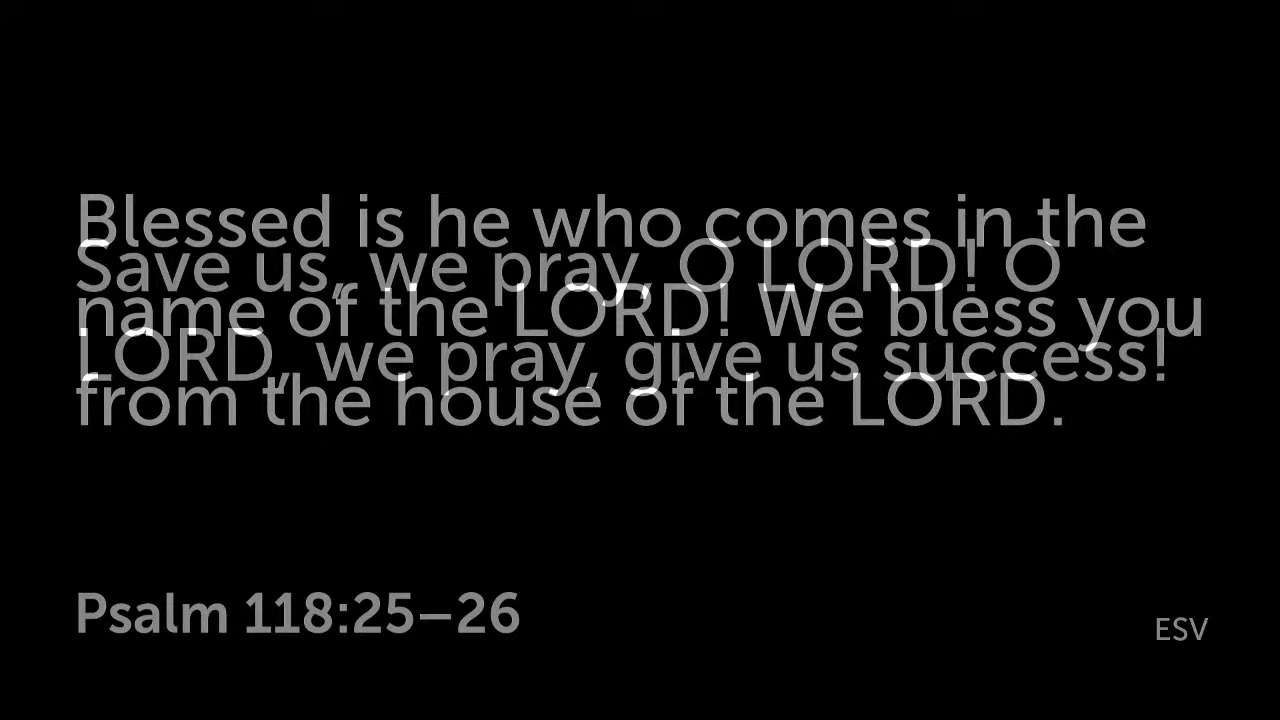 Blessed is he who comes in the
Save us, we pray, O LORD! O
name of the LORD! We bless you
LORD, we pray, give us success!
from the house of the LORD.
Psalm 118:25–26
ESV